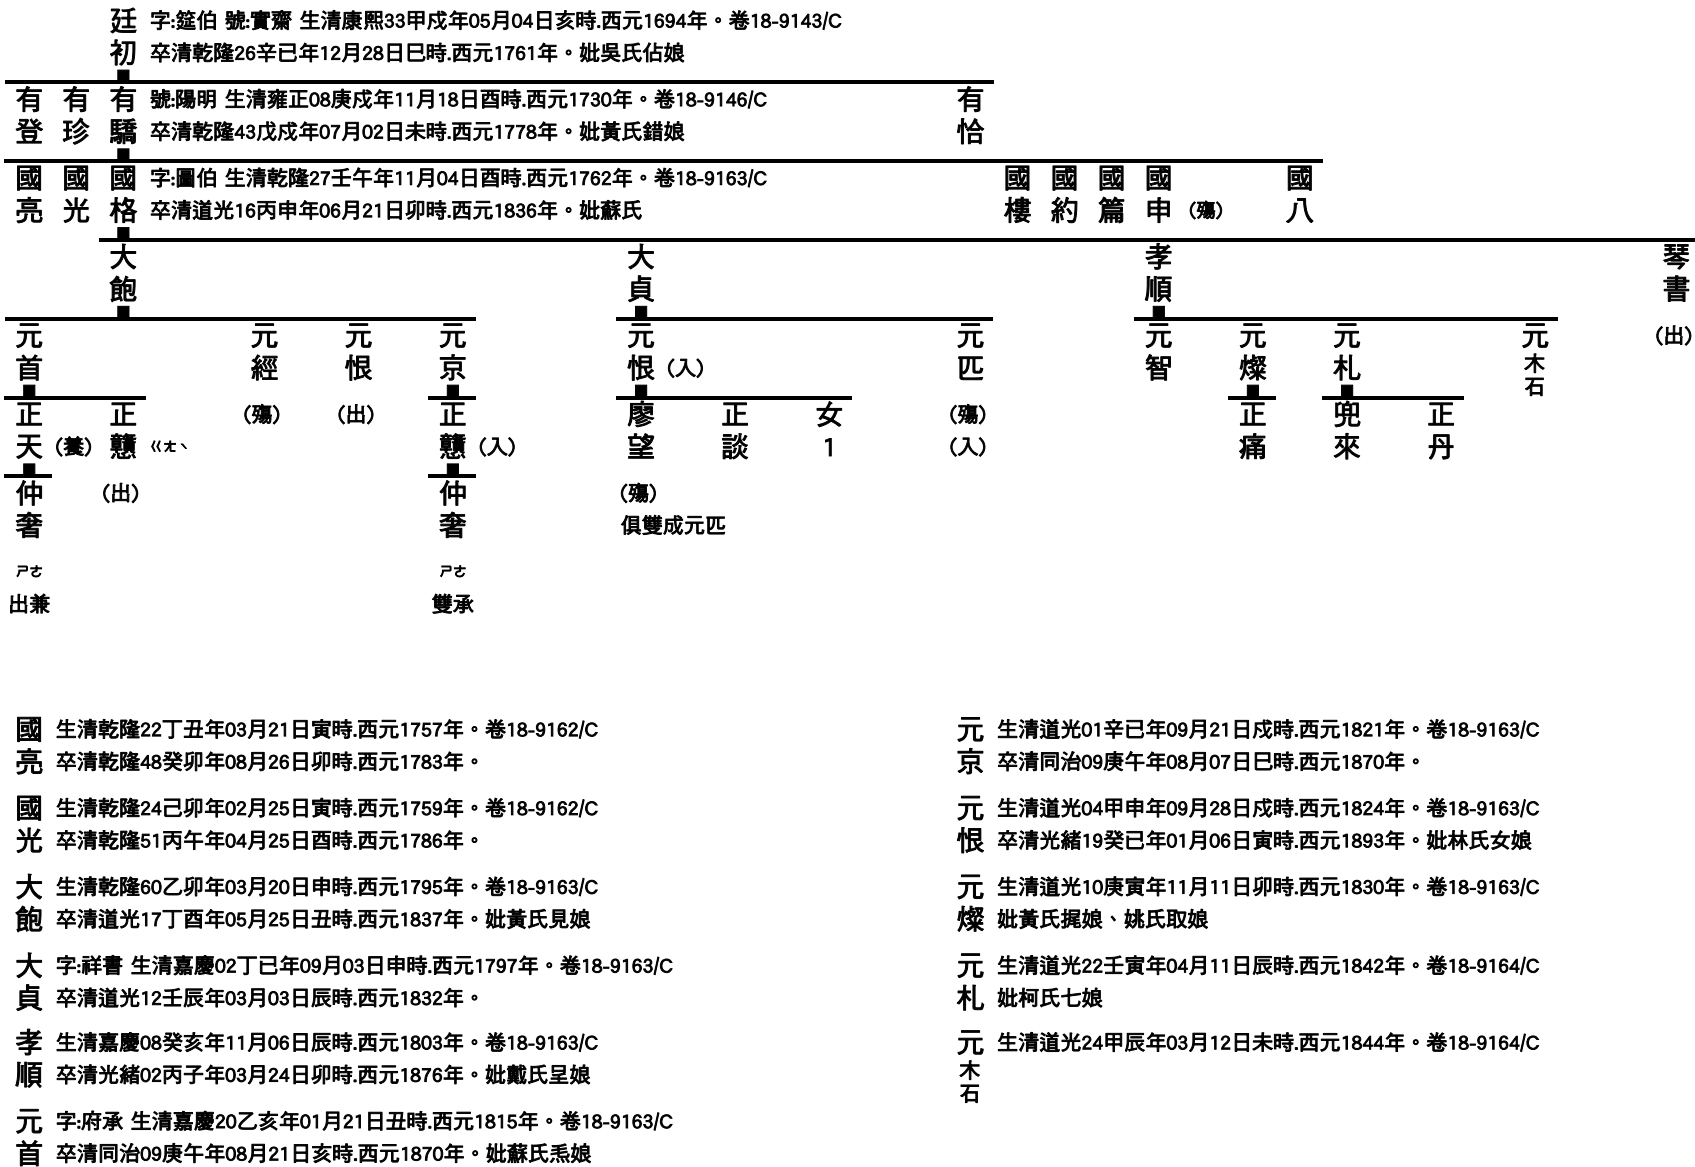 廷初 字:筵伯 號:實齋 生清康熙33甲戍年05月04日亥時.西元1694年。卷18-9143/C
卒清乾隆26辛已年12月28日巳時.西元1761年。妣吳氏佔娘
有登 有珍 有驕 號:陽明 生清雍正08庚戍年11月18日酉時.西元1730年。卷18-9146/C 有恰
卒清乾隆43戊戍年07月02日未時.西元1778年。妣黃氏錯娘
國亮 國光 國格 字:圖伯 生清乾隆27壬午年11月04日酉時.西元1762年。卷18-9163/C 國樓 國約 國篇 國申 (殤) 國八
卒清道光16丙申年06月21日卯時.西元1836年。妣蘇氏
大飽 大貞 孝順 琴書
(出)
元首 元經 元恨 元京 元恨 (入) 元匹 元智 元燦 元札 元木石
(殤) (出) (殤)
(入)
正天 (養) 正戇 ㄍㄤˋ 正戇 (入) 廖望 正談 女1 正痛 兜來 正丹
(出) (殤)
俱雙成元匹
仲奢 仲奢
ㄕㄜ ㄕㄜ
出兼 雙承
國亮 生清乾隆22丁丑年03月21日寅時.西元1757年。卷18-9162/C
卒清乾隆48癸卯年08月26日卯時.西元1783年。
國光 生清乾隆24己卯年02月25日寅時.西元1759年。卷18-9162/C
卒清乾隆51丙午年04月25日酉時.西元1786年。
大飽 生清乾隆60乙卯年03月20日申時.西元1795年。卷18-9163/C
卒清道光17丁酉年05月25日丑時.西元1837年。妣黃氏見娘
大貞 字:祥書 生清嘉慶02丁已年09月03日申時.西元1797年。卷18-9163/C
卒清道光12壬辰年03月03日辰時.西元1832年。
孝順 生清嘉慶08癸亥年11月06日辰時.西元1803年。卷18-9163/C
卒清光緒02丙子年03月24日卯時.西元1876年。妣戴氏呈娘
元首 字:府承 生清嘉慶20乙亥年01月21日丑時.西元1815年。卷18-9163/C
卒清同治09庚午年08月21日亥時.西元1870年。妣蘇氏𤆬娘
元京 生清道光01辛已年09月21日戍時.西元1821年。卷18-9163/C
卒清同治09庚午年08月07日巳時.西元1870年。
元恨 生清道光04甲申年09月28日戍時.西元1824年。卷18-9163/C
卒清光緒19癸已年01月06日寅時.西元1893年。妣林氏女娘
元燦 生清道光10庚寅年11月11日卯時.西元1830年。卷18-9163/C
妣黃氏捤娘、姚氏取娘
元札 生清道光22壬寅年04月11日辰時.西元1842年。卷18-9164/C
妣柯氏七娘
元木石 生清道光24甲辰年03月12日未時.西元1844年。卷18-9164/C